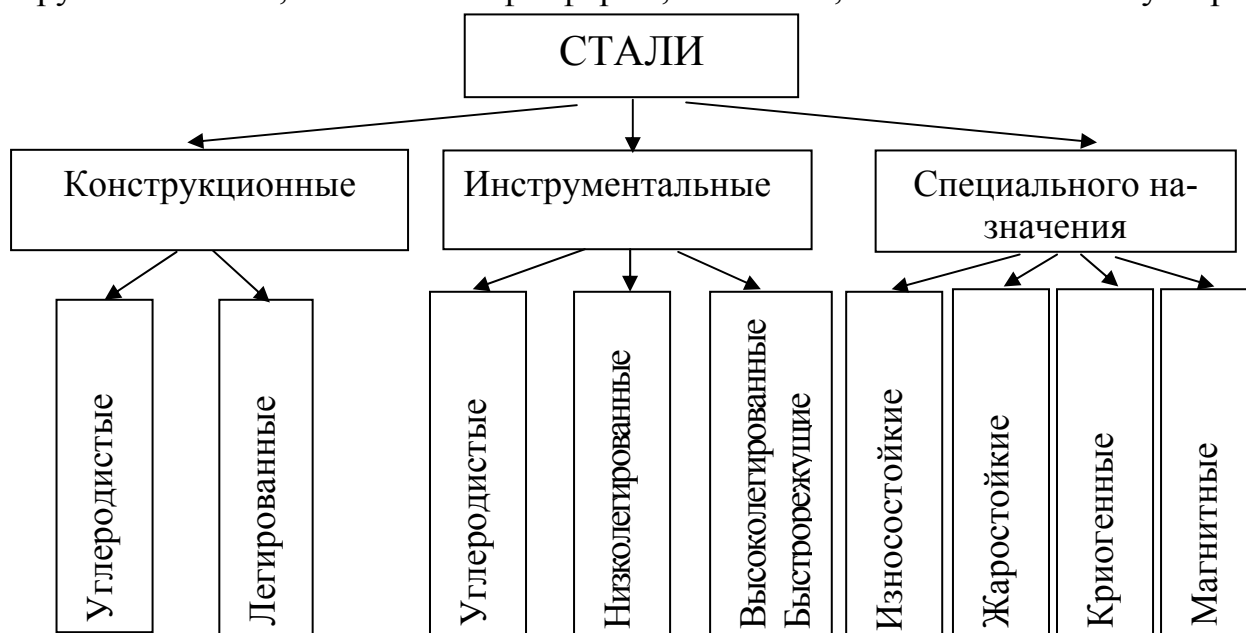 СТАЛИ
Конструкционные
Инструментальные
Специального на-
значения
Углеродистые
Легированные
Углеродистые
Низколегированные
Высоколегированные
Быстрорежущие
Износостойкие
Жаростойкие
Криогенные
Магнитные